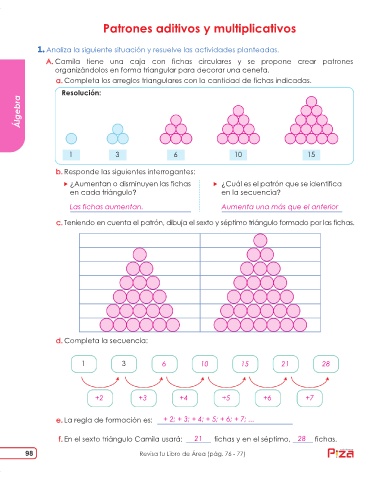 Patrones aditivos y multiplicativos
1. Analiza la siguiente situación y resuelve las actividades planteadas.
A. Camila tiene una caja con fichas circulares y se propone crear patrones
organizándolos en forma triangular para decorar una cenefa.
a. Completa los arreglos triangulares con la cantidad de fichas indicadas.
Álgebra
Resolución:
1 3 6 10 15
b. Responde las siguientes interrogantes:
¿Aumentan o disminuyen las fichas
en cada triángulo?
Las fichas aumentan.
¿Cuál es el patrón que se identifica
en la secuencia?
Aumenta una más que el anterior
c. Teniendo en cuenta el patrón, dibuja el sexto y séptimo triángulo formado por las fichas.
d. Completa la secuencia:
1 3 6 10 15 21 28
+2 +3 +4 +5 +6 +7
e. La regla de formación es: + 2; + 3; + 4; + 5; + 6; + 7; ...
f. En el sexto triángulo Camila usará: 21 fichas y en el séptimo, 28 fichas.
98 Revisa tu Libro de Área (pág. 76 - 77) Piza